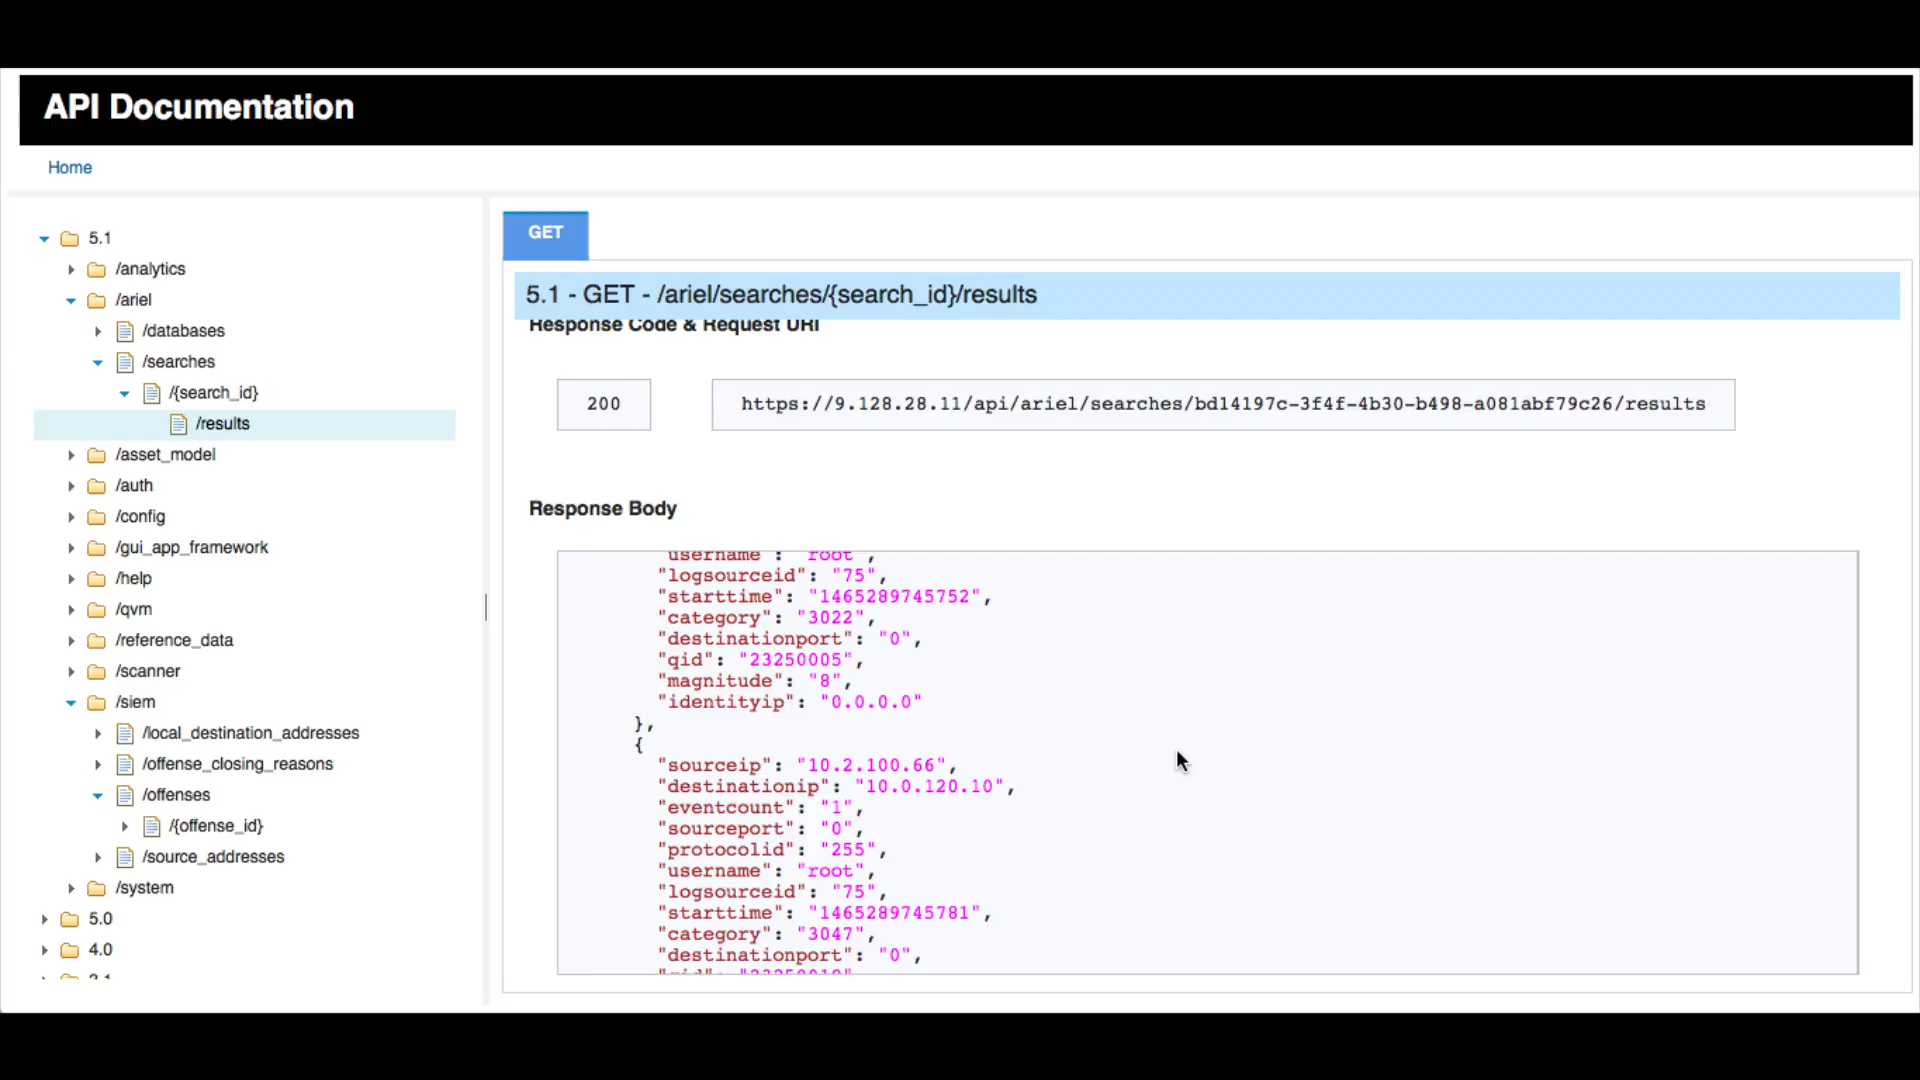 API Documentation
Home
5.1
/analytics
/ariel
/databases
/searches
/{search_id}
/results
/asset_model
/auth
/config
/gui_app_framework
/help
/qvm
/reference_data
/scanner
/siem
/local_destination_addresses
/offense_closing_reasons
/offenses
/{offense_id}
/source_addresses
/system
5.0
4.0
GET
5.1 - GET - /ariel/searches/{search_id}/results
Response Code & Request URI
200
https://9.128.28.11/api/ariel/searches/bd14197c-3f4f-4b30-b498-a081abf79c26/results
Response Body
"username": "root",
"logsourceid": "75",
"starttime": "1465289745752",
"category": "3022",
"destinationport": "0",
"qid": "23250005",
"magnitude": "8",
"identityip": "0.0.0.0"
},
{
"sourceip": "10.2.100.66",
"destinationip": "10.0.120.10",
"eventcount": "1",
"sourceport": "0",
"protocolid": "255",
"username": "root",
"logsourceid": "75",
"starttime": "1465289745781",
"category": "3047",
"destinationport": "0",